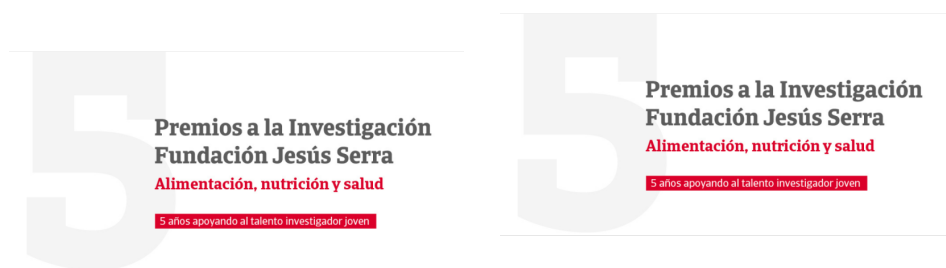 5
Premios a la Investigación
Fundación Jesús Serra
Alimentación, nutrición y salud
5 años apoyando al talento investigador joven
5
Premios a la Investigación
Fundación Jesús Serra
Alimentación, nutrición y salud
5 años apoyando al talento investigador joven